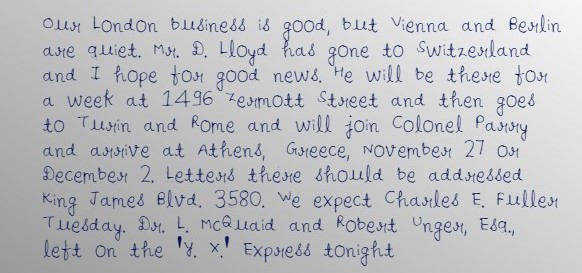 Our London business is good, but Vienna and Berlin
are quiet. Mr. D. Lloyd has gone to Switzerland
and I hope for good news. He will be there for
a week at 1496 Zermott Street and then goes
to Turin and Rome and will join Colonel Parry
and arrive at Athens, Greece, November 27 or
December 2. Letters there should be addressed
King James Blvd. 3580. We expect Charles E. Fuller
Tuesday. Dr. L. McQuaid and Robert Unger, Esq.,
left on the 'Y. X.' Express tonight